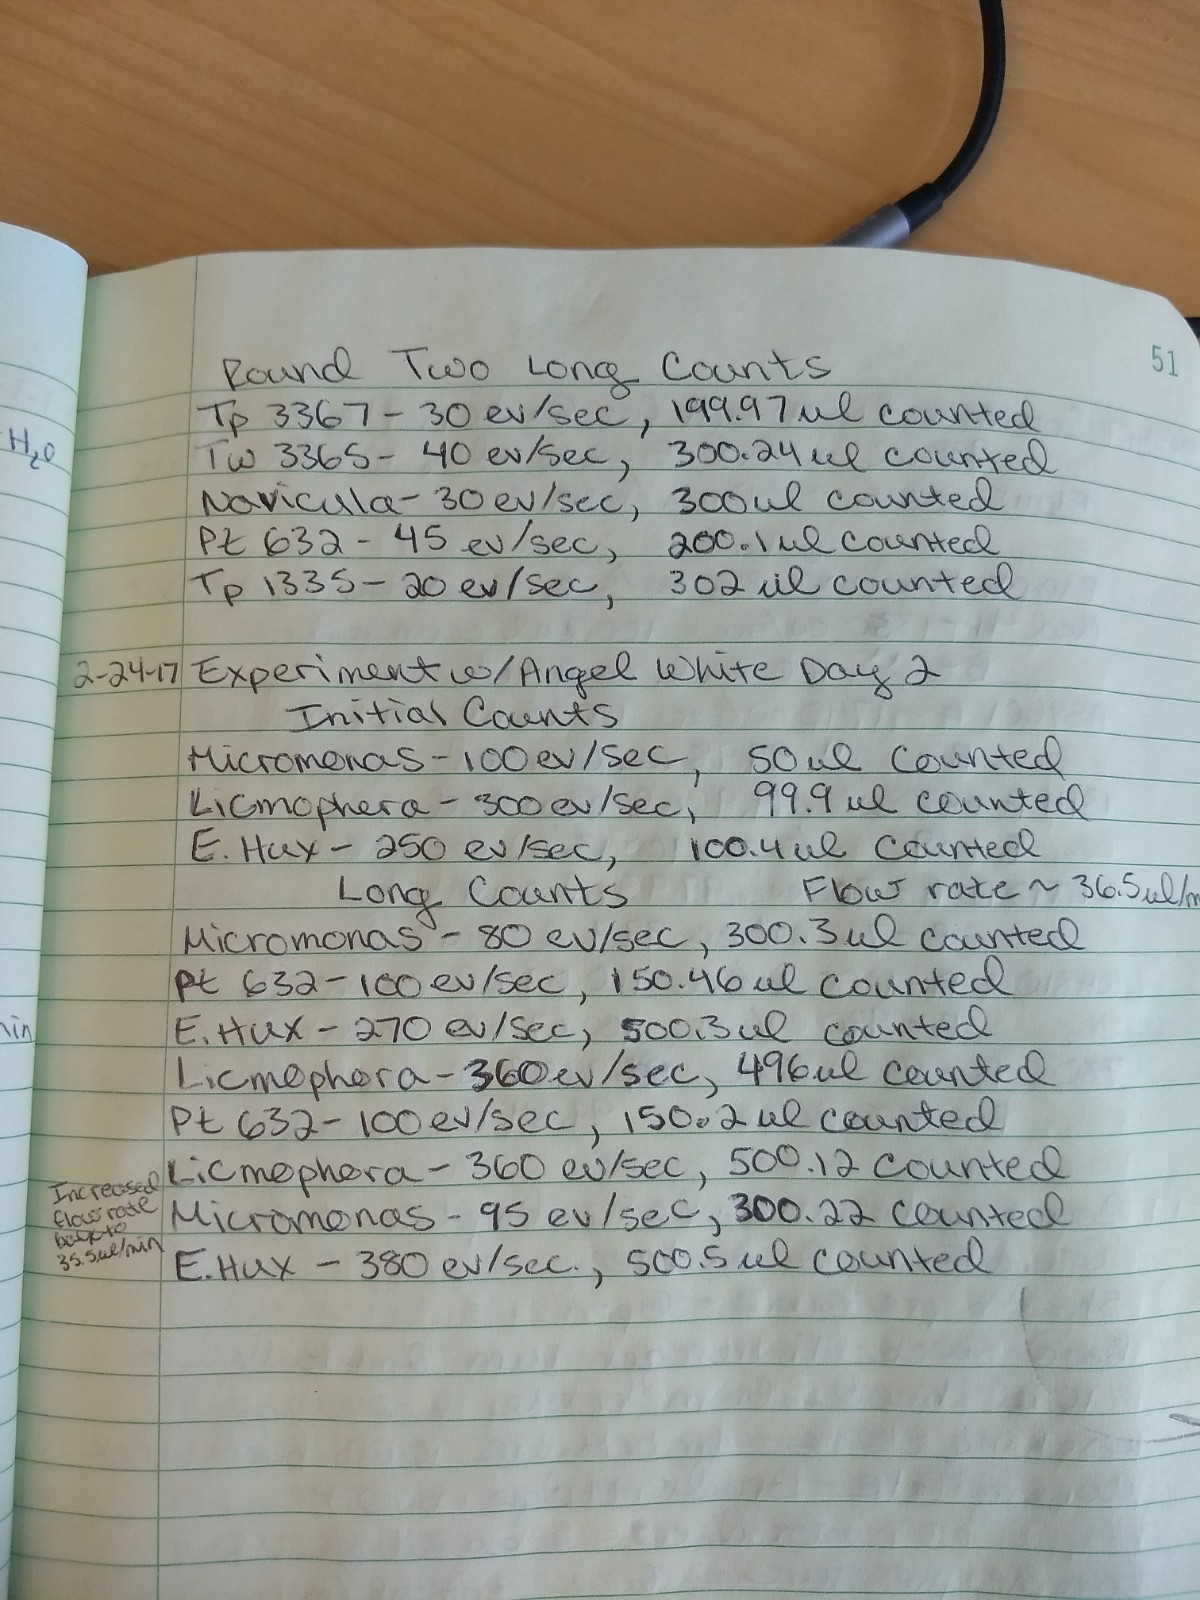 51
Round Two Long Counts
Tp 3367 - 30 ev/sec, 199.97 ul counted
H2O
Tw 3365 - 40 ev/sec, 300.24 ul counted
Navicula - 30 ev/sec, 300 ul counted
Pt 632 - 45 ev/sec, 200.1 ul counted
Tp 1335 - 20 ev/sec, 302 ul counted
2-24-17 Experiment w/Angel White Day 2
Initial Counts
Micromonas - 100 ev/sec, 50 ul counted
Licmophera - 300 ev/sec, 99.9 ul counted
E. Hux - 250 ev/sec, 100.4 ul counted
Long Counts Flow rate ~ 36.5 ul/m
Micromonas - 80 ev/sec, 300.3 ul counted
Pt 632 - 100 ev/sec, 150.46 ul counted
E. Hux - 270 ev/sec, 500.3 ul counted
Licmophora - 360 ev/sec, 496 ul counted
Pt 632 - 100 ev/sec, 150.2 ul counted
Licmophora - 360 ev/sec, 500.12 counted
Micromonas - 95 ev/sec, 300.22 counted
E. Hux - 380 ev/sec., 500.5 ul counted
Increased
flow rate
back to
35.5 ul/min